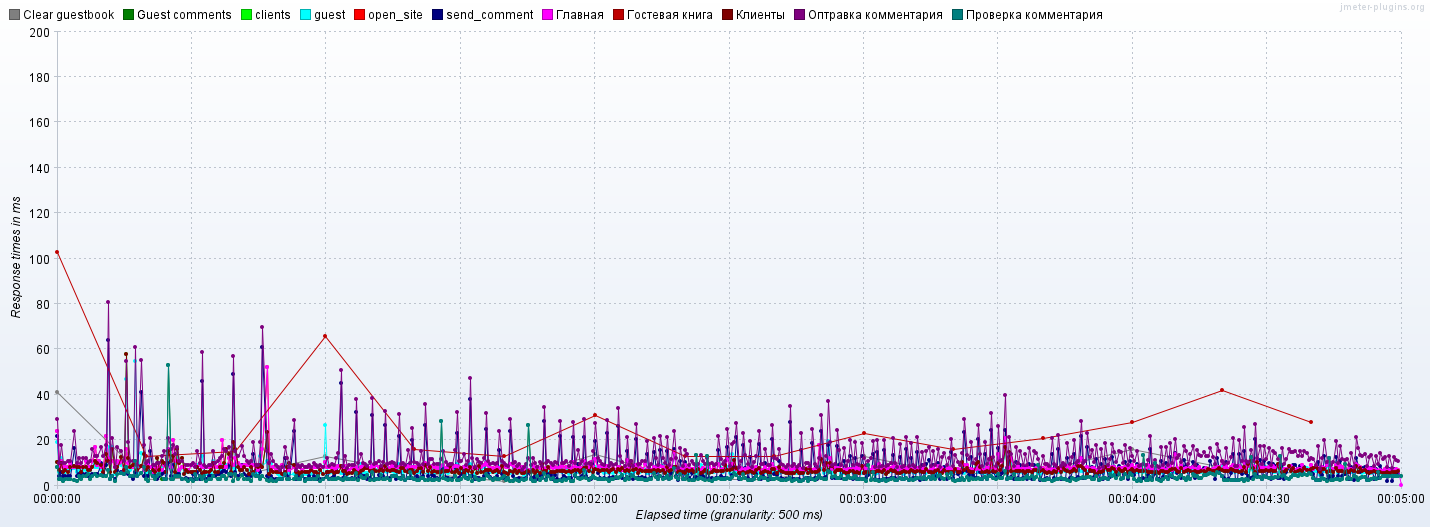 Clear guestbook Guest comments clients guest open_site send_comment Главная Гостевая книга Клиенты Оптравка комментария Проверка комментария
jmeter-plugins.org
200
180
160
140
120
100
80
60
40
20
0
Response times in ms
00:00:00 00:00:30 00:01:00 00:01:30 00:02:00 00:02:30 00:03:00 00:03:30 00:04:00 00:04:30 00:05:00
Elapsed time (granularity: 500 ms)